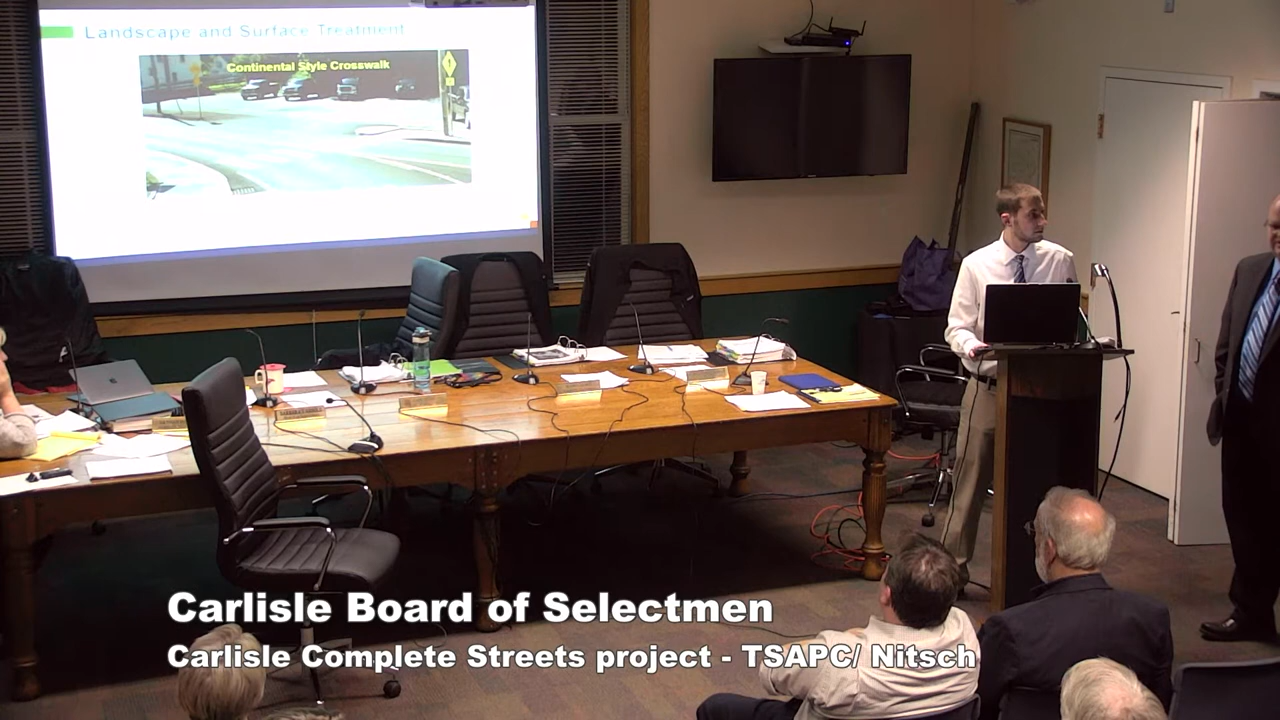 Landscape and Surface Treatment
Continental Style Crosswalk
Carlisle Board of Selectmen
Carlisle Complete Streets project - TSAPC/ Nitsch